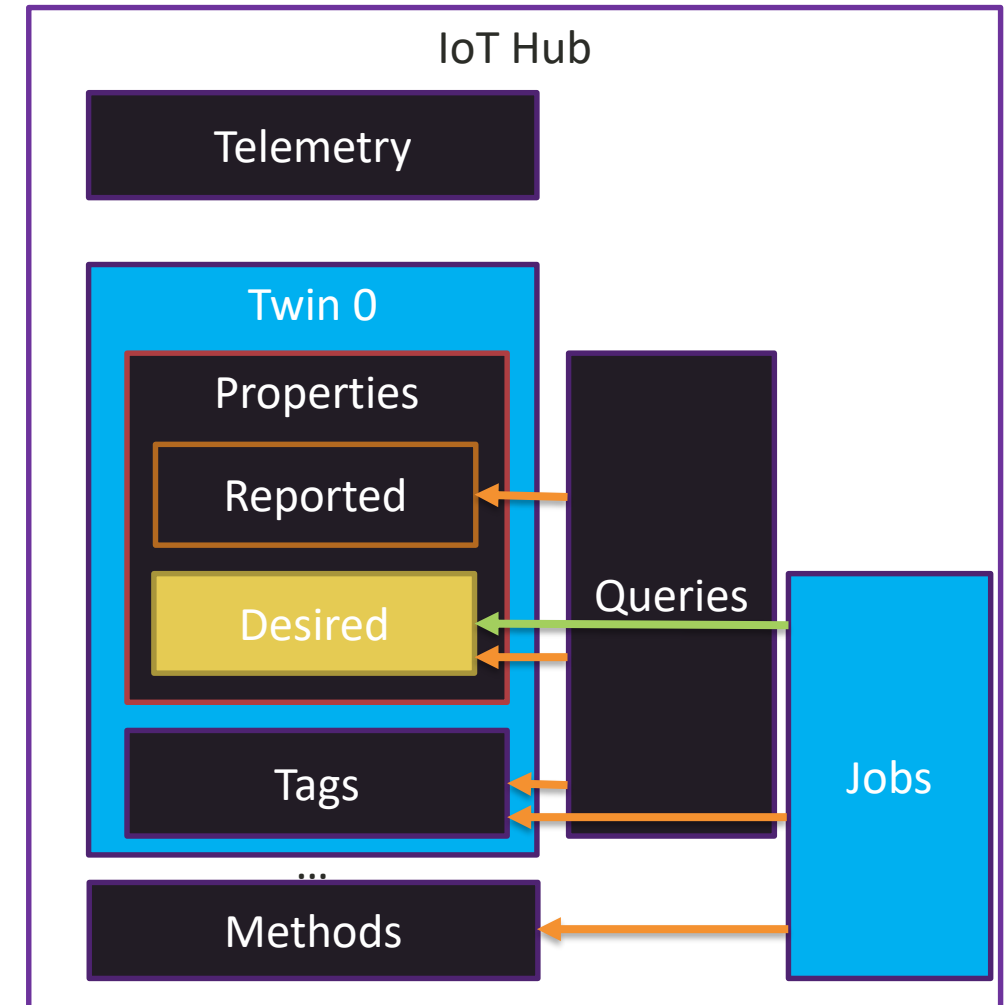 IoT Hub
Telemetry
Twin 0
Properties
Reported
Desired
Queries
Tags
Jobs
...
Methods